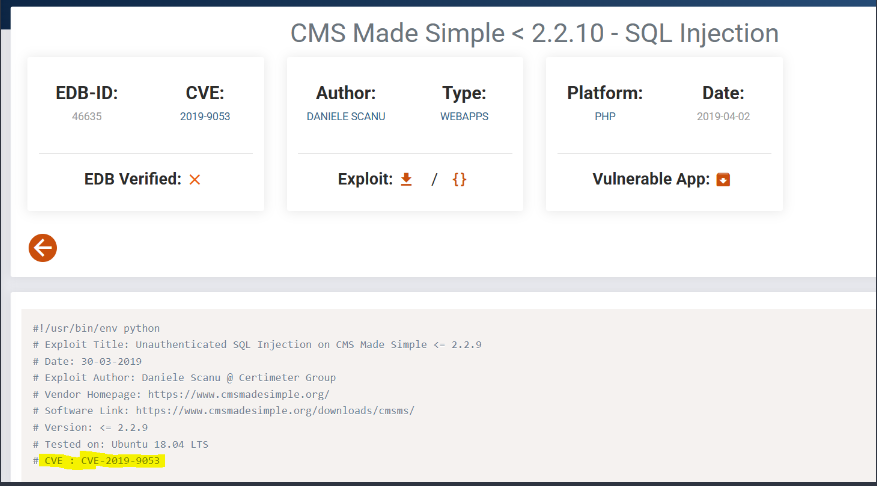 CMS Made Simple < 2.2.10 - SQL Injection
EDB-ID:
46635
CVE:
2019-9053
EDB Verified: ×
Author:
DANIELE SCANU
Type:
WEBAPPS
Exploit: / {}
Platform:
PHP
Date:
2019-04-02
Vulnerable App:
#!/usr/bin/env python
# Exploit Title: Unauthenticated SQL Injection on CMS Made Simple <= 2.2.9
# Date: 30-03-2019
# Exploit Author: Daniele Scanu @ Certimeter Group
# Vendor Homepage: https://www.cmsmadesimple.org/
# Software Link: https://www.cmsmadesimple.org/downloads/cmsms/
# Version: <= 2.2.9
# Tested on: Ubuntu 18.04 LTS
# CVE : CVE-2019-9053